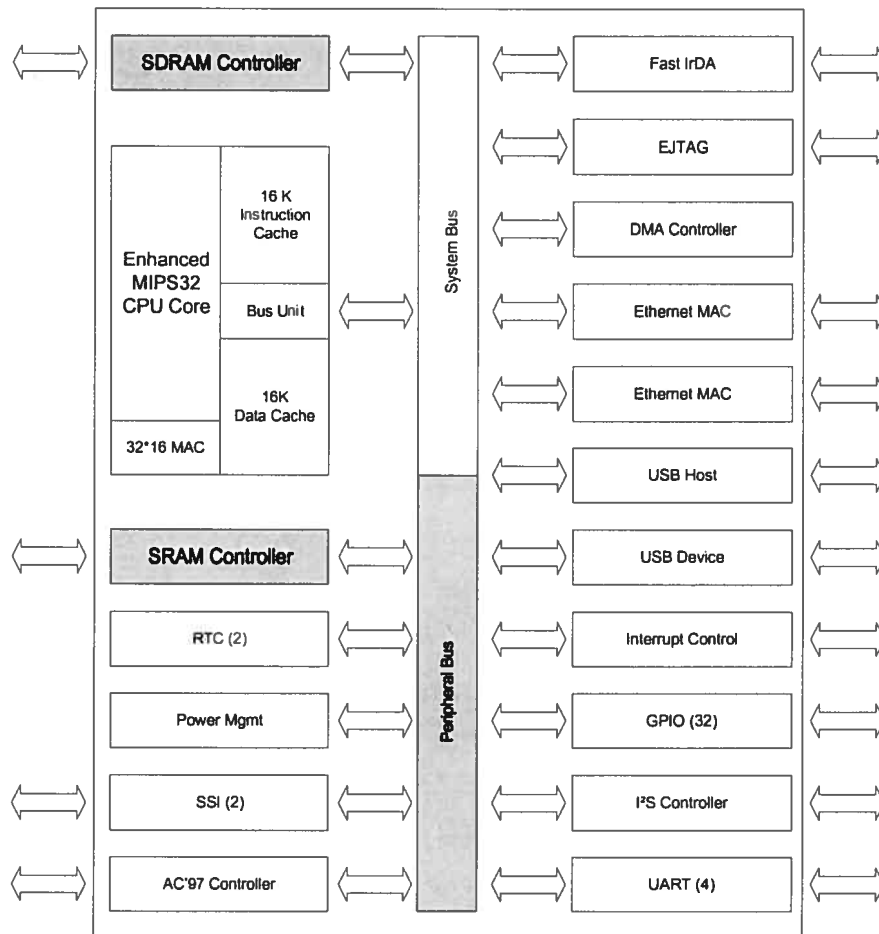 SDRAM Controller
Enhanced
MIPS32
CPU Core
32*16 MAC
16 K
Instruction
Cache
Bus Unit
16K
Data Cache
SRAM Controller
RTC (2)
Power Mgmt
SSI (2)
AC'97 Controller
System Bus
Peripheral Bus
Fast IrDA
EJTAG
DMA Controller
Ethernet MAC
Ethernet MAC
USB Host
USB Device
Interrupt Control
GPIO (32)
I²S Controller
UART (4)